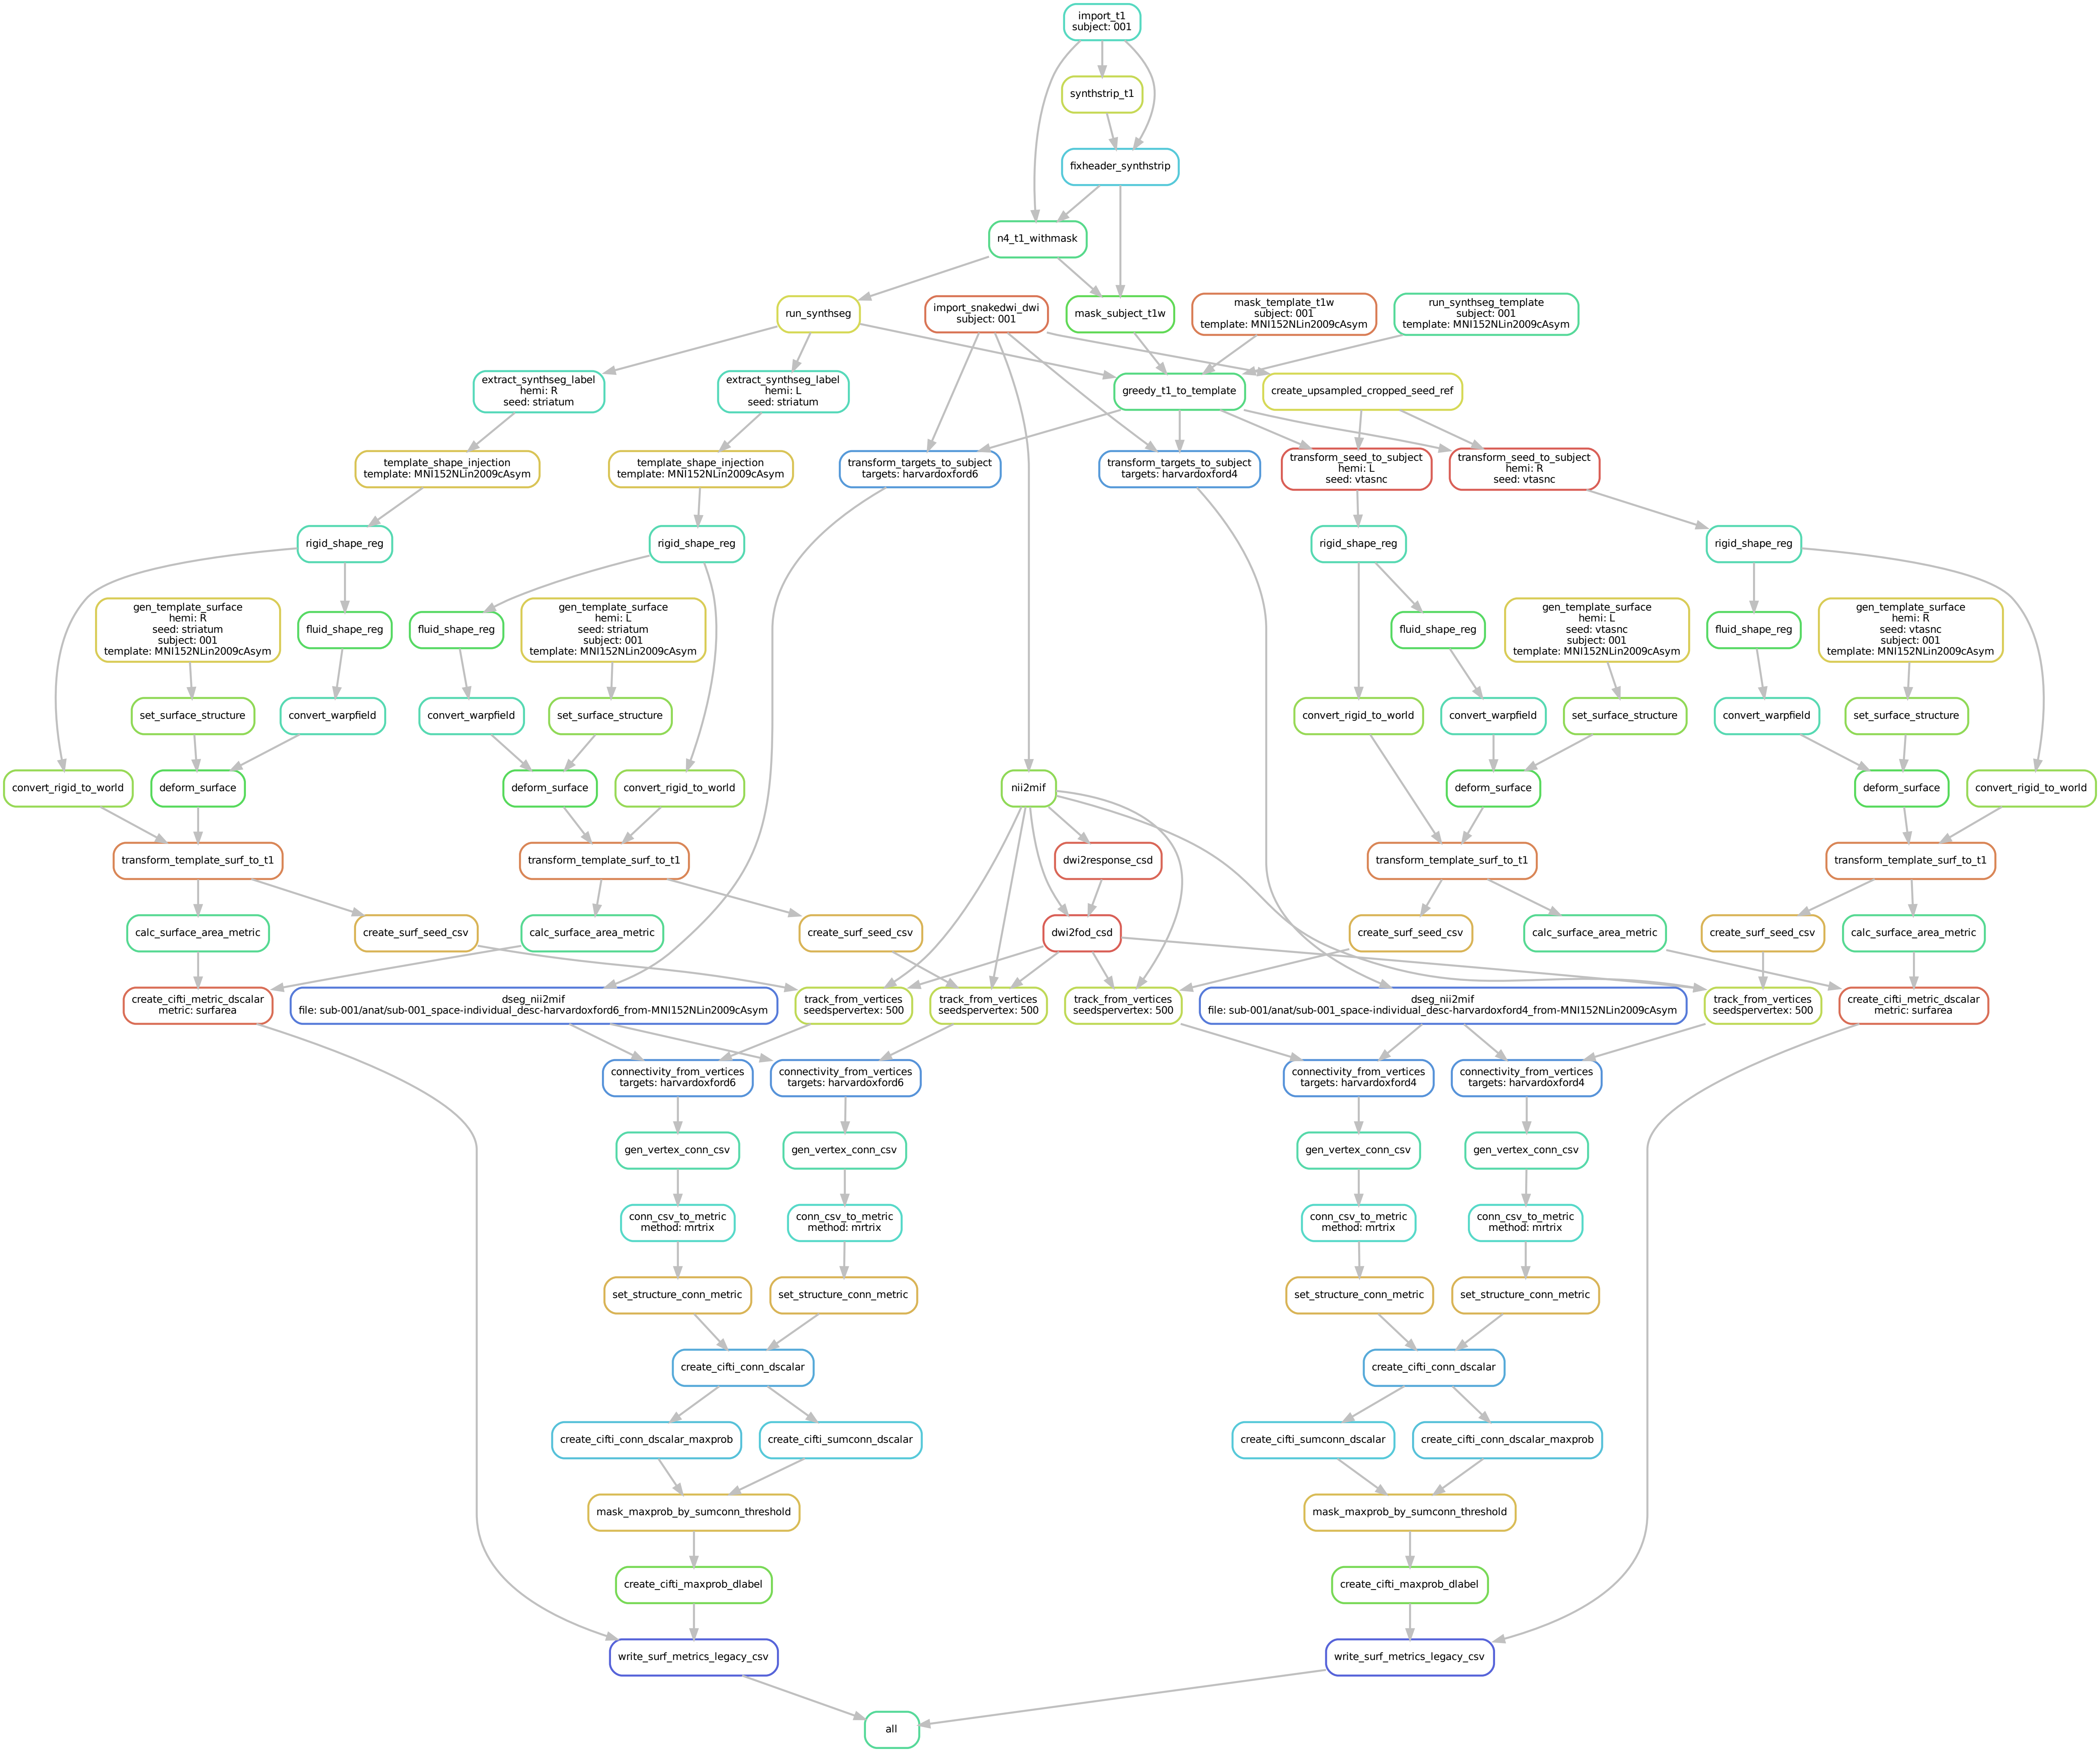 import_t1
subject: 001
synthstrip_t1
fixheader_synthstrip
n4_t1_withmask
run_synthseg
import_snakedwi_dwi
subject: 001
mask_subject_t1w
mask_template_t1w
subject: 001
template: MNI152NLin2009cAsym
run_synthseg_template
subject: 001
template: MNI152NLin2009cAsym
extract_synthseg_label
hemi: R
seed: striatum
extract_synthseg_label
hemi: L
seed: striatum
greedy_t1_to_template
create_upsampled_cropped_seed_ref
template_shape_injection
template: MNI152NLin2009cAsym
template_shape_injection
template: MNI152NLin2009cAsym
transform_targets_to_subject
targets: harvardoxford6
transform_targets_to_subject
targets: harvardoxford4
transform_seed_to_subject
hemi: L
seed: vtasnc
transform_seed_to_subject
hemi: R
seed: vtasnc
rigid_shape_reg
rigid_shape_reg
rigid_shape_reg
rigid_shape_reg
gen_template_surface
hemi: R
seed: striatum
subject: 001
template: MNI152NLin2009cAsym
fluid_shape_reg
fluid_shape_reg
gen_template_surface
hemi: L
seed: striatum
subject: 001
template: MNI152NLin2009cAsym
fluid_shape_reg
gen_template_surface
hemi: L
seed: vtasnc
subject: 001
template: MNI152NLin2009cAsym
fluid_shape_reg
gen_template_surface
hemi: R
seed: vtasnc
subject: 001
template: MNI152NLin2009cAsym
set_surface_structure
convert_warpfield
convert_warpfield
set_surface_structure
convert_rigid_to_world
convert_warpfield
set_surface_structure
convert_warpfield
set_surface_structure
convert_rigid_to_world
deform_surface
deform_surface
convert_rigid_to_world
nii2mif
deform_surface
deform_surface
convert_rigid_to_world
transform_template_surf_to_t1
transform_template_surf_to_t1
dwi2response_csd
transform_template_surf_to_t1
transform_template_surf_to_t1
calc_surface_area_metric
create_surf_seed_csv
calc_surface_area_metric
create_surf_seed_csv
dwi2fod_csd
create_surf_seed_csv
calc_surface_area_metric
create_surf_seed_csv
calc_surface_area_metric
create_cifti_metric_dscalar
metric: surfarea
dseg_nii2mif
file: sub-001/anat/sub-001_space-individual_desc-harvardoxford6_from-MNI152NLin2009cAsym
track_from_vertices
seedspervertex: 500
track_from_vertices
seedspervertex: 500
track_from_vertices
seedspervertex: 500
dseg_nii2mif
file: sub-001/anat/sub-001_space-individual_desc-harvardoxford4_from-MNI152NLin2009cAsym
track_from_vertices
seedspervertex: 500
create_cifti_metric_dscalar
metric: surfarea
connectivity_from_vertices
targets: harvardoxford6
connectivity_from_vertices
targets: harvardoxford6
connectivity_from_vertices
targets: harvardoxford4
connectivity_from_vertices
targets: harvardoxford4
gen_vertex_conn_csv
gen_vertex_conn_csv
gen_vertex_conn_csv
gen_vertex_conn_csv
conn_csv_to_metric
method: mrtrix
conn_csv_to_metric
method: mrtrix
conn_csv_to_metric
method: mrtrix
conn_csv_to_metric
method: mrtrix
set_structure_conn_metric
set_structure_conn_metric
set_structure_conn_metric
set_structure_conn_metric
create_cifti_conn_dscalar
create_cifti_conn_dscalar
create_cifti_conn_dscalar_maxprob
create_cifti_sumconn_dscalar
create_cifti_sumconn_dscalar
create_cifti_conn_dscalar_maxprob
mask_maxprob_by_sumconn_threshold
mask_maxprob_by_sumconn_threshold
create_cifti_maxprob_dlabel
create_cifti_maxprob_dlabel
write_surf_metrics_legacy_csv
write_surf_metrics_legacy_csv
all